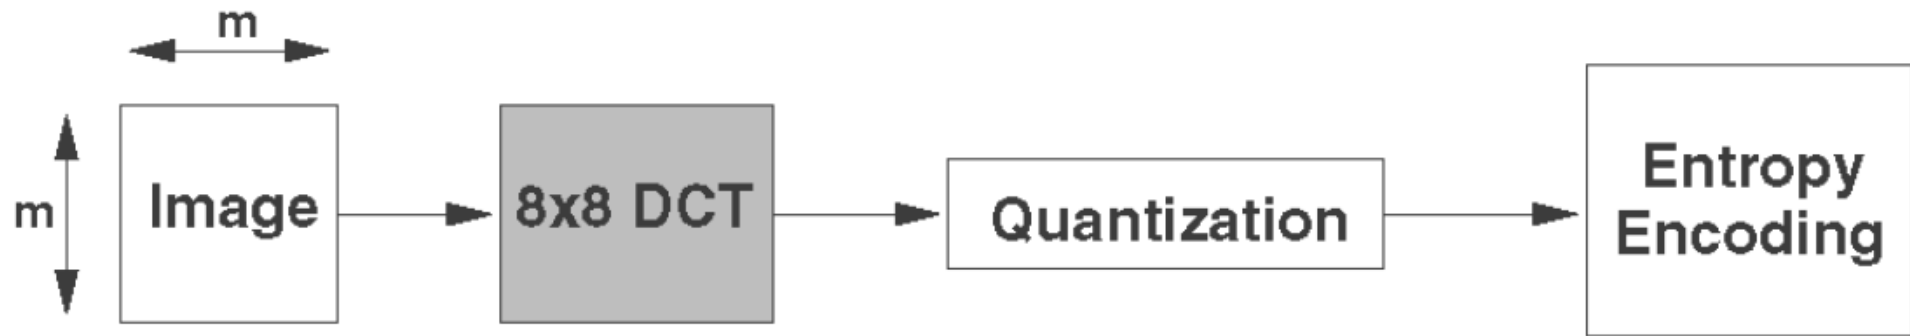 m
m
Image
8x8 DCT
Quantization
Entropy
Encoding